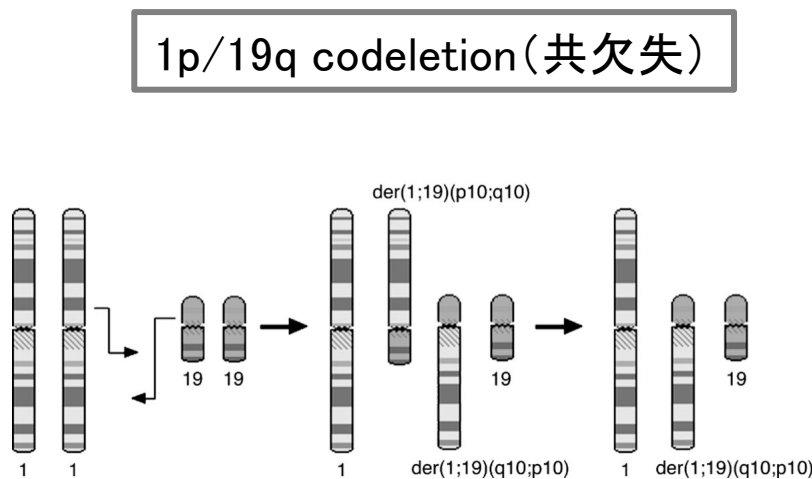 1p/19q codeletion（共欠失）
der(1;19)(p10;q10)
19 19
19
19
1 1
1
der(1;19)(q10;p10)
1
der(1;19)(q10;p10)